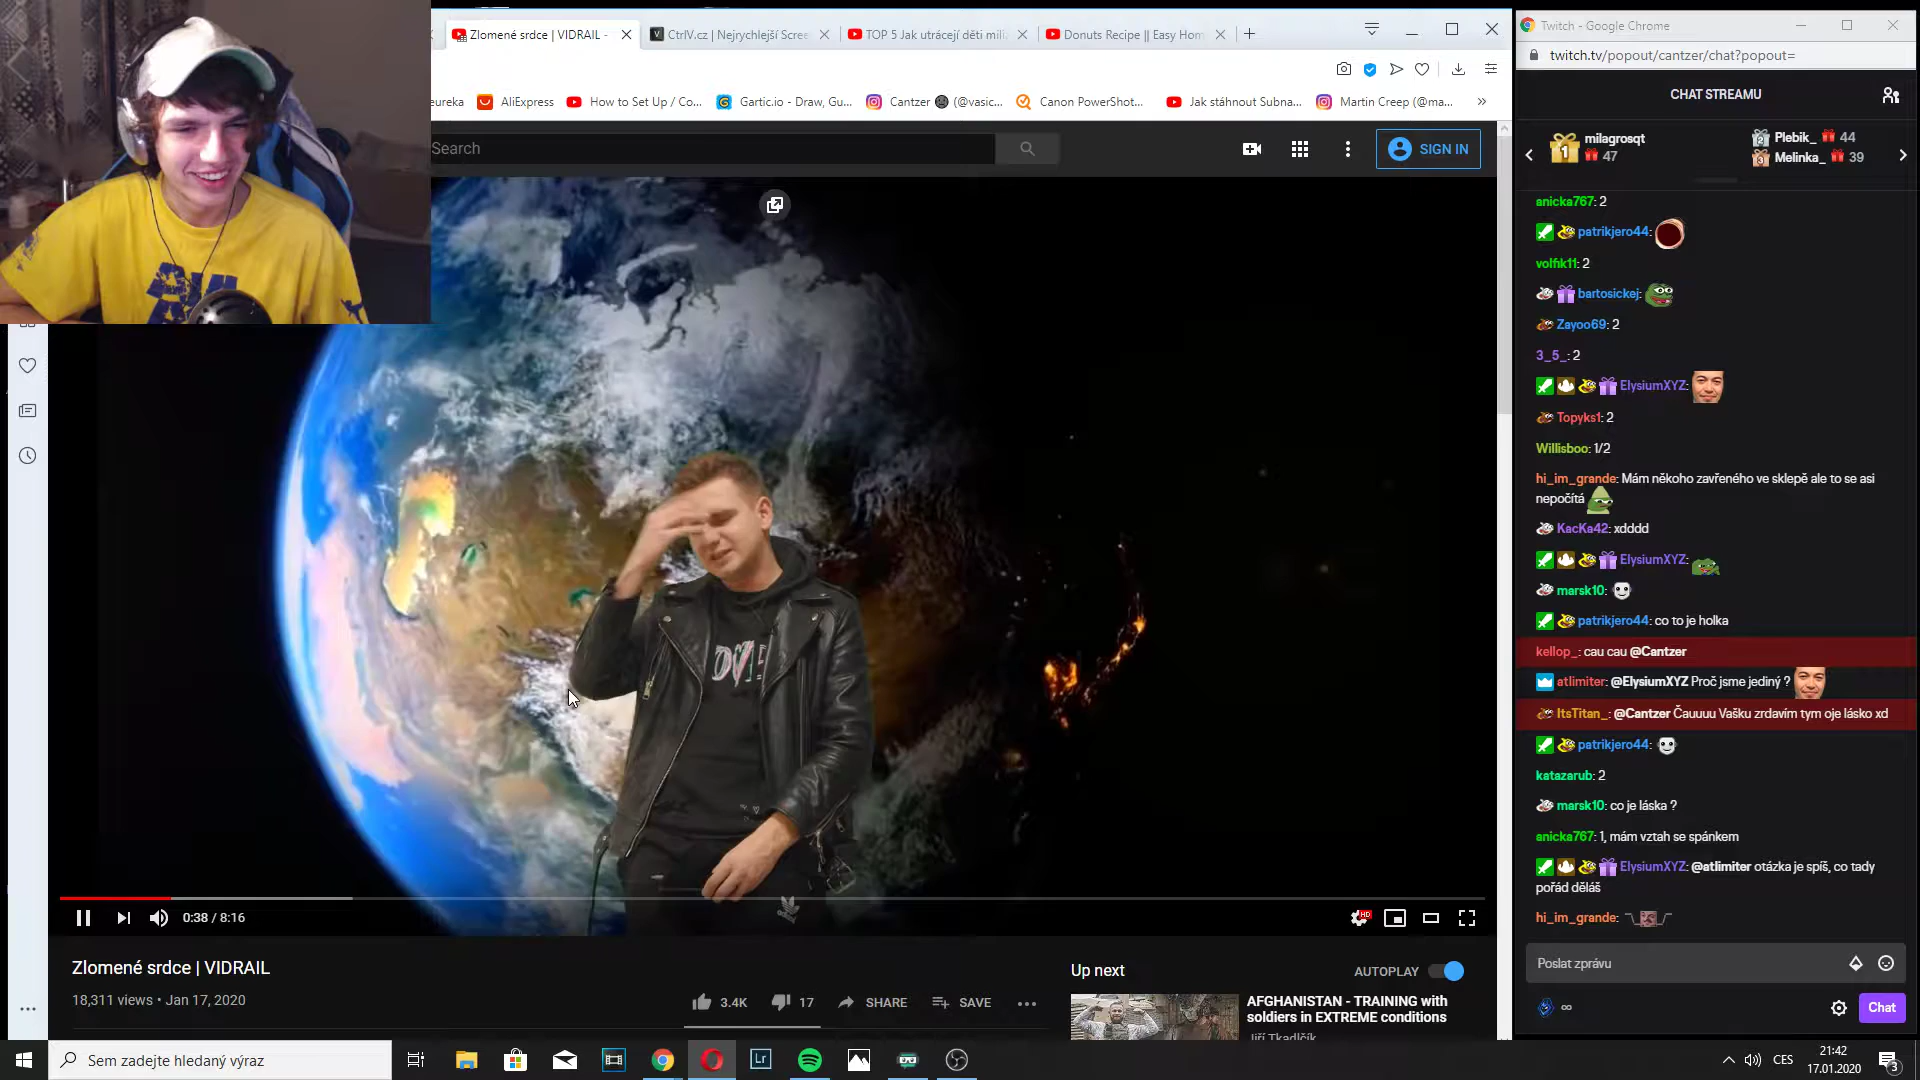 Zlomené srdce | VIDRAIL -
CtrlV.cz | Nejrychlejší Scree
TOP 5 Jak utrácejí děti mili
Donuts Recipe || Easy Hom
Twitch - Google Chrome
twitch.tv/popout/cantzer/chat?popout=
eureka
AliExpress
How to Set Up / Co...
Gartic.io - Draw, Gu...
Cantzer
(@vasic...
Canon PowerShot...
Jak stáhnout Subna...
Martin Creep (@ma...
»
Search
SIGN IN
CHAT STREAMU
1
milagrosqt
47
2
Plebik_ 44
3
Melinka_ 39
anicka767: 2
patrikjero44:
volfik11: 2
bartosickej:
Zayoo69: 2
3_5_: 2
ElysiumXYZ:
Topyks1: 2
Willisboo: 1/2
hi_im_grande: Mám někoho zavřeného ve sklepě ale to se asi
nepočítá
KacKa42: xdddd
ElysiumXYZ:
marsk10:
patrikjero44: co to je holka
kellop_: cau cau @Cantzer
atlimiter: @ElysiumXYZ Proč jsme jediný ?
ItsTitan_: @Cantzer Čauuuu Vašku zrdavím tym oje lásko xd
patrikjero44:
katazarub: 2
marsk10: co je láska ?
anicka767: 1, mám vztah se spánkem
ElysiumXYZ: @atlimiter otázka je spíš, co tady
pořád děláš
hi_im_grande:
Poslat zprávu
∞
Chat
adidas
0:38 / 8:16
HD
Zlomené srdce | VIDRAIL
18,311 views • Jan 17, 2020
3.4K
17
SHARE
SAVE
Up next
AUTOPLAY
AFGHANISTAN - TRAINING with
soldiers in EXTREME conditions
Jiří Tkadlčík
Sem zadejte hledaný výraz
Lr
CES
21:42
17.01.2020
3